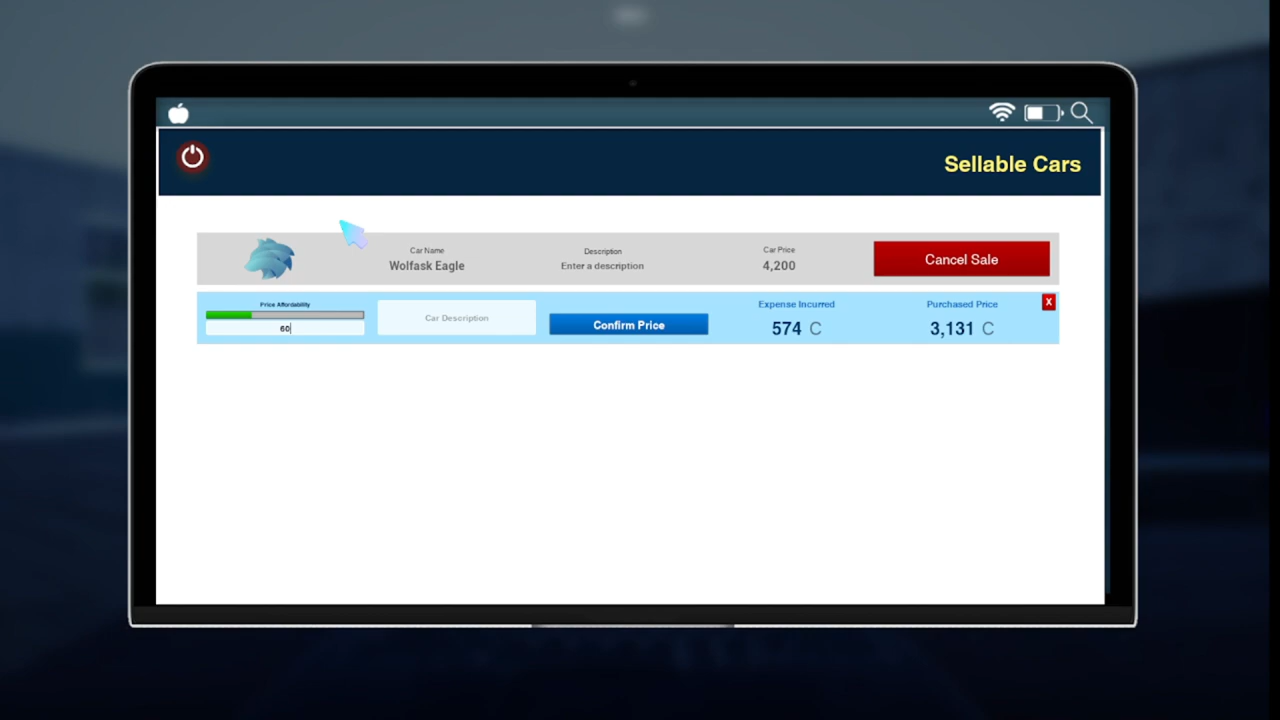 Sellable Cars
Car Name
Wolfask Eagle
Description
Enter a description
Car Price
4,200
Cancel Sale
Price Affordability
60
Car Description
Confirm Price
Expense Incurred
574 C
Purchased Price
3,131 C
X